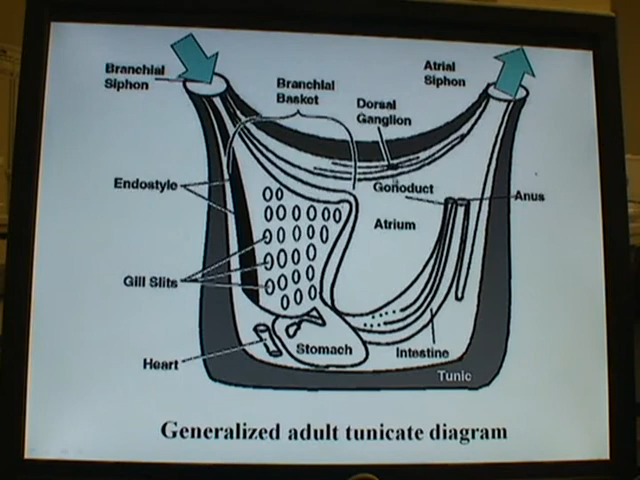 Branchial
Siphon
Branchial
Basket
Atrial
Siphon
Dorsal
Ganglion
Endostyle
Gonoduct
Anus
Atrium
Gill Slits
Heart
Stomach
Intestine
Tunic
Generalized adult tunicate diagram